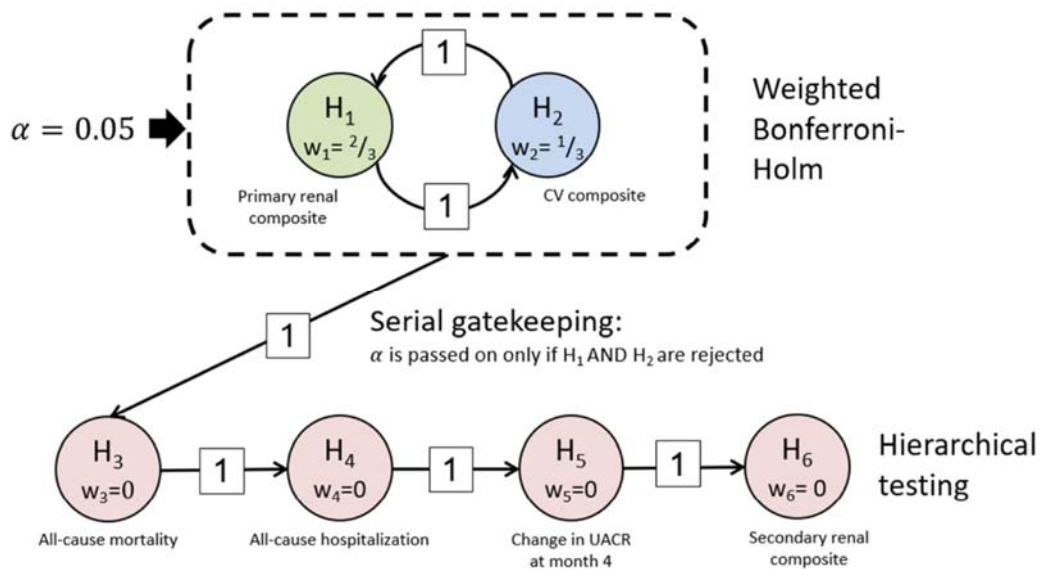 1
H₁
w₁= ²/₃
H₂
w₂= ¹/₃
α = 0.05
Weighted
Bonferroni-
Holm
Primary renal
composite
1
CV composite
1
Serial gatekeeping:
α is passed on only if H₁ AND H₂ are rejected
H₃
w₃=0
1
H₄
w₄=0
1
H₅
w₅=0
1
H₆
w₆= 0
Hierarchical
testing
All-cause mortality
All-cause hospitalization
Change in UACR
at month 4
Secondary renal
composite